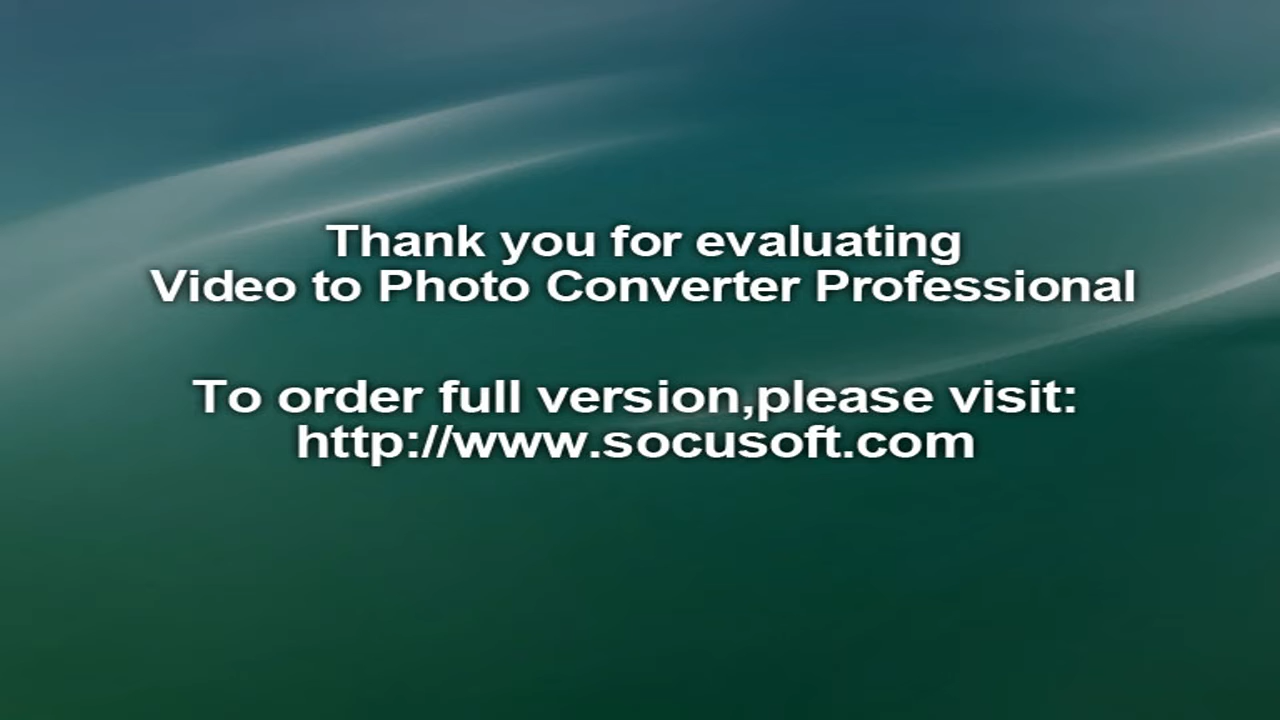 Thank you for evaluating
Video to Photo Converter Professional
To order full version,please visit:
http://www.socusoft.com